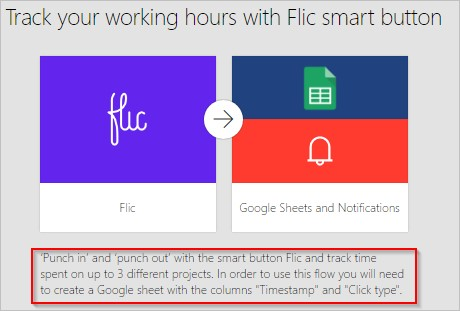 Track your working hours with Flic smart button
flic
Flic
Google Sheets and Notifications
'Punch in' and 'punch out' with the smart button Flic and track time
spent on up to 3 different projects. In order to use this flow you will need
to create a Google sheet with the columns "Timestamp" and "Click type".